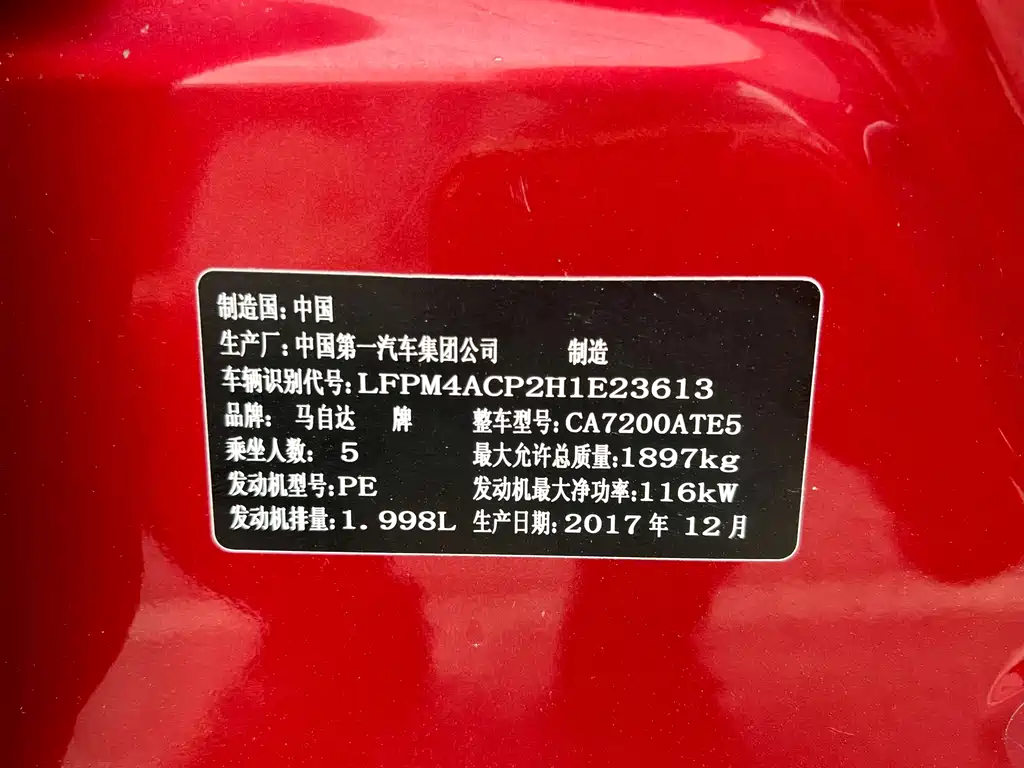 制造国：中国
生产厂：中国第一汽车集团公司 制造
车辆识别代号：LFPM4ACP2H1E23613
品牌： 马自达 牌 整车型号：CA7200ATE5
乘坐人数： 5 最大允许总质量：1897kg
发动机型号：PE 发动机最大净功率：116kW
发动机排量：1.998L 生产日期：2017年 12月